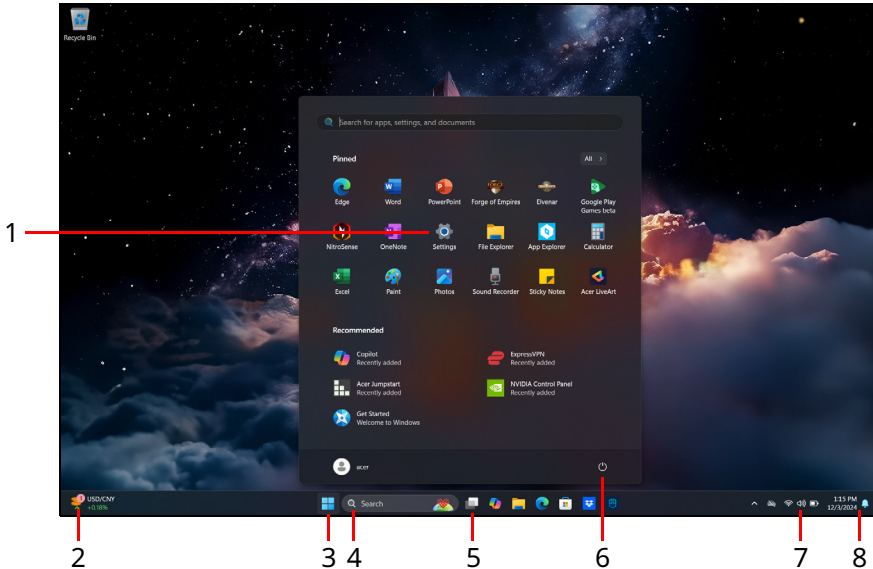 Recycle Bin
Search for apps, settings, and documents
Pinned
All >
Edge
Word
PowerPoint
Forge of Empires
Elvenar
Google Play Games beta
1
NitroSense
OneNote
Settings
File Explorer
App Explorer
Calculator
Excel
Paint
Photos
Sound Recorder
Sticky Notes
Acer LiveArt
Recommended
Copilot
Recently added
ExpressVPN
Recently added
Acer Jumpstart
Recently added
NVIDIA Control Panel
Recently added
Get Started
Welcome to Windows
acer
1
USD/CNY
+0.18%
Search
1:15 PM
12/3/2024
2
3
4
5
6
7
8